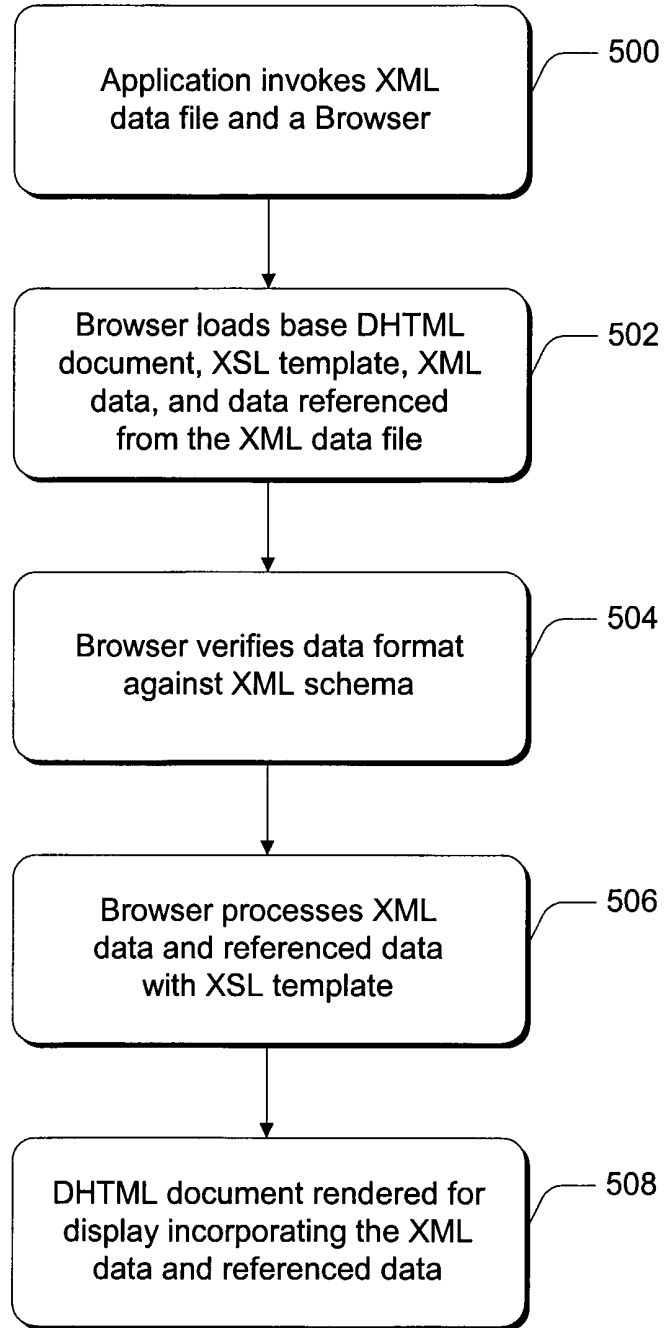 Application invokes XML
data file and a Browser
500
Browser loads base DHTML
document, XSL template, XML
data, and data referenced
from the XML data file
502
Browser verifies data format
against XML schema
504
Browser processes XML
data and referenced data
with XSL template
506
DHTML document rendered for
display incorporating the XML
data and referenced data
508